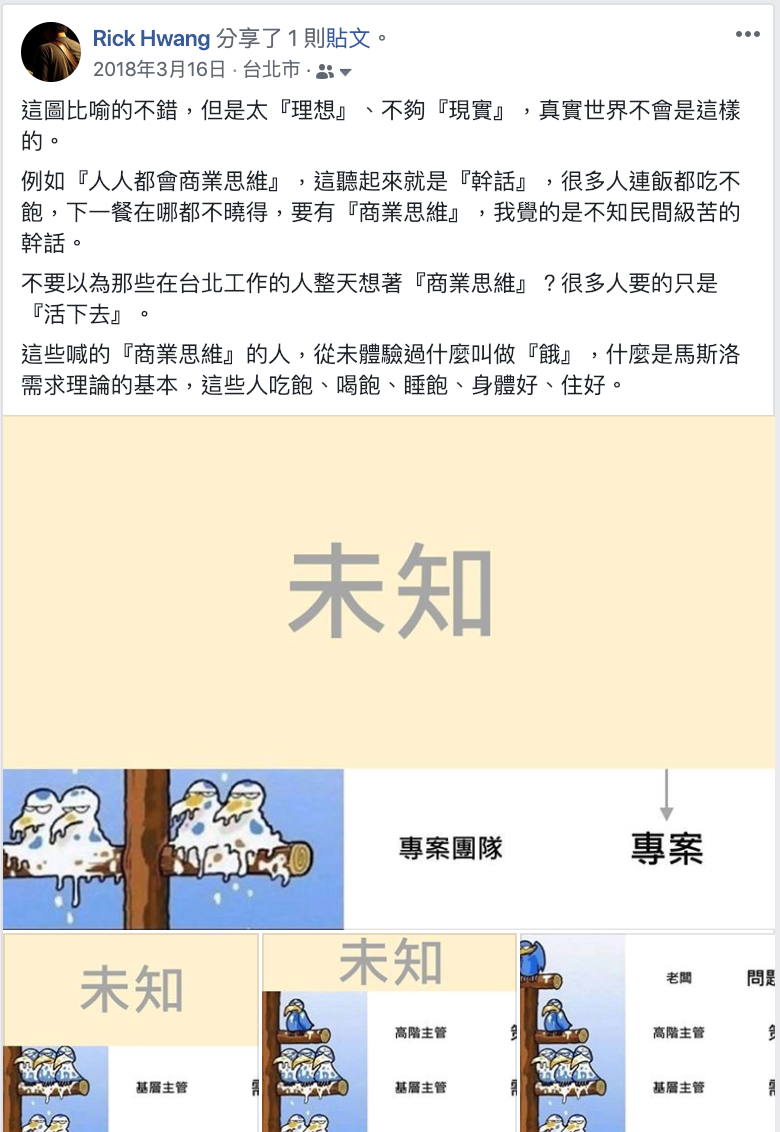 Rick Hwang 分享了 1 則貼文。
2018年3月16日 · 台北市 ·
這圖比喻的不錯，但是太『理想』、不夠『現實』，真實世界不會是這樣
的。
例如『人人都會商業思維』，這聽起來就是『幹話』，很多人連飯都吃不
飽，下一餐在哪都不曉得，要有『商業思維』，我覺的是不知民間級苦的
幹話。
不要以為那些在台北工作的人整天想著『商業思維』？很多人要的只是
『活下去』。
這些喊的『商業思維』的人，從未體驗過什麼叫做『餓』，什麼是馬斯洛
需求理論的基本，這些人吃飽、喝飽、睡飽、身體好、住好。
未知
專案團隊 專案
未知
基層主管
未知
高階主管
基層主管
老闆 問題
高階主管
基層主管